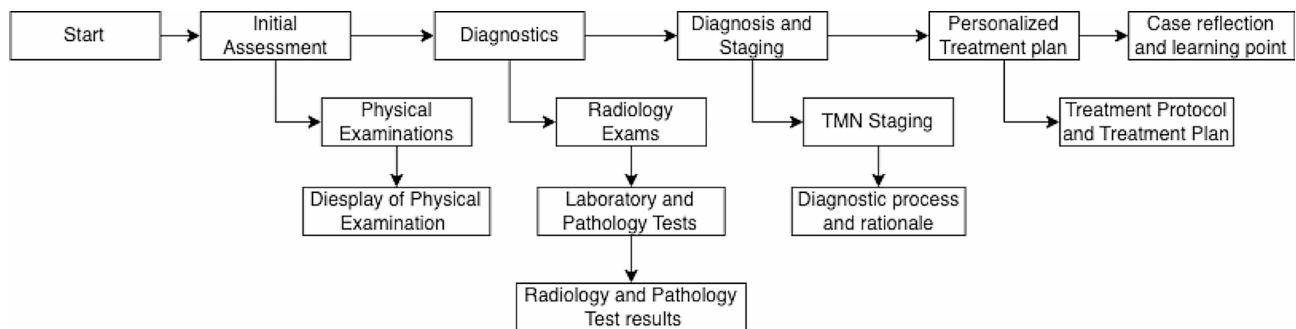 Start
Initial
Assessment
Diagnostics
Diagnosis and
Staging
Personalized
Treatment plan
Case reflection
and learning point
Physical
Examinations
Radiology
Exams
TMN Staging
Treatment Protocol
and Treatment Plan
Diesplay of Physical
Examination
Laboratory and
Pathology Tests
Diagnostic process
and rationale
Radiology and Pathology
Test results